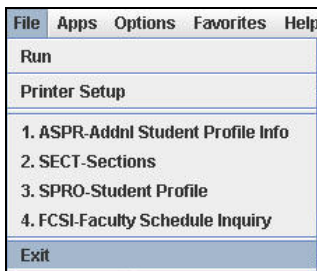 File Apps Options Favorites Help
Run
Printer Setup
1. ASPR-Addnl Student Profile Info
2. SECT-Sections
3. SPRO-Student Profile
4. FCSI-Faculty Schedule Inquiry
Exit